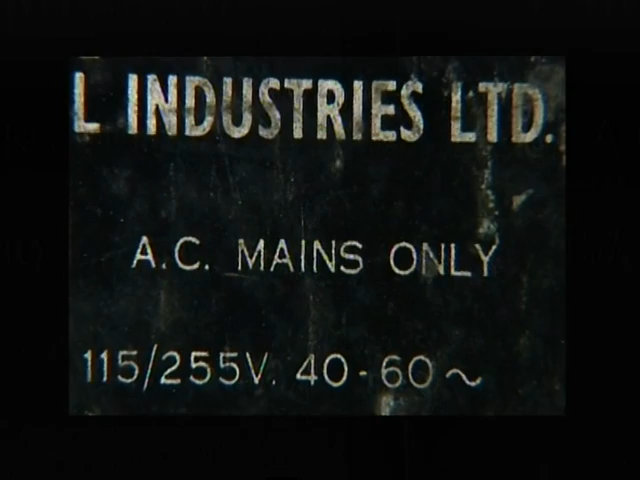 L INDUSTRIES LTD.
A.C. MAINS ONLY
115/255V. 40-60~